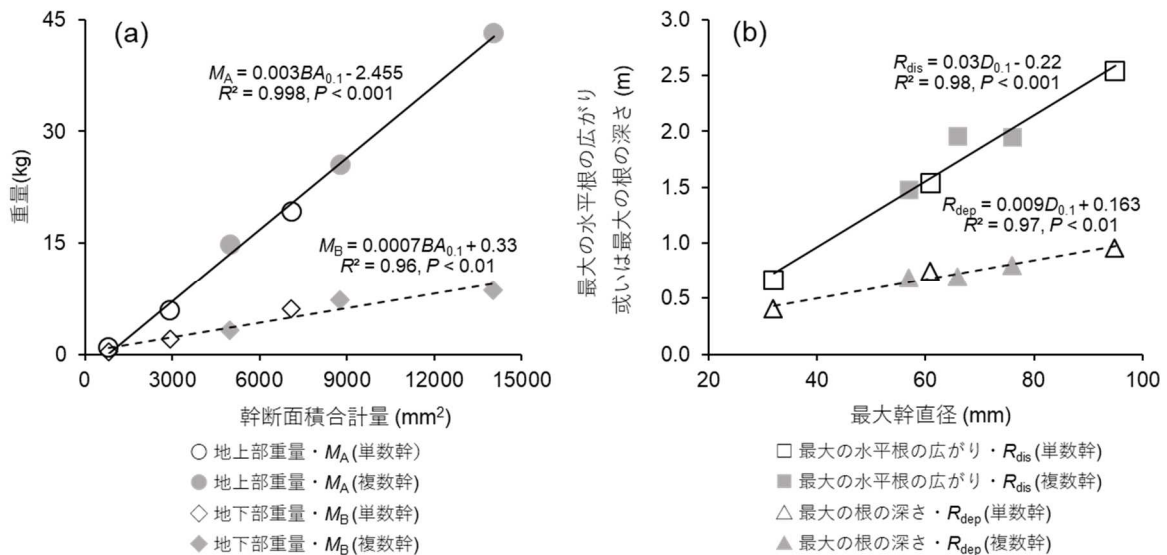 (a)
45
30
15
0
重量(kg)
M_A = 0.003BA_0.1 - 2.455
R² = 0.998, P < 0.001
M_B = 0.0007BA_0.1 + 0.33
R² = 0.96, P < 0.01
0 3000 6000 9000 12000 15000
幹断面積合計量 (mm²)
地上部重量・M_A (単数幹)
地上部重量・M_A (複数幹)
地下部重量・M_B (単数幹)
地下部重量・M_B (複数幹)
(b)
3.0
2.5
2.0
1.5
1.0
0.5
0.0
最大の水平根の広がり
或いは最大の根の深さ (m)
R_dis = 0.03D_0.1 - 0.22
R² = 0.98, P < 0.001
R_dep = 0.009D_0.1 + 0.163
R² = 0.97, P < 0.01
20 40 60 80 100
最大幹直径 (mm)
最大の水平根の広がり・R_dis (単数幹)
最大の水平根の広がり・R_dis (複数幹)
最大の根の深さ・R_dep (単数幹)
最大の根の深さ・R_dep (複数幹)